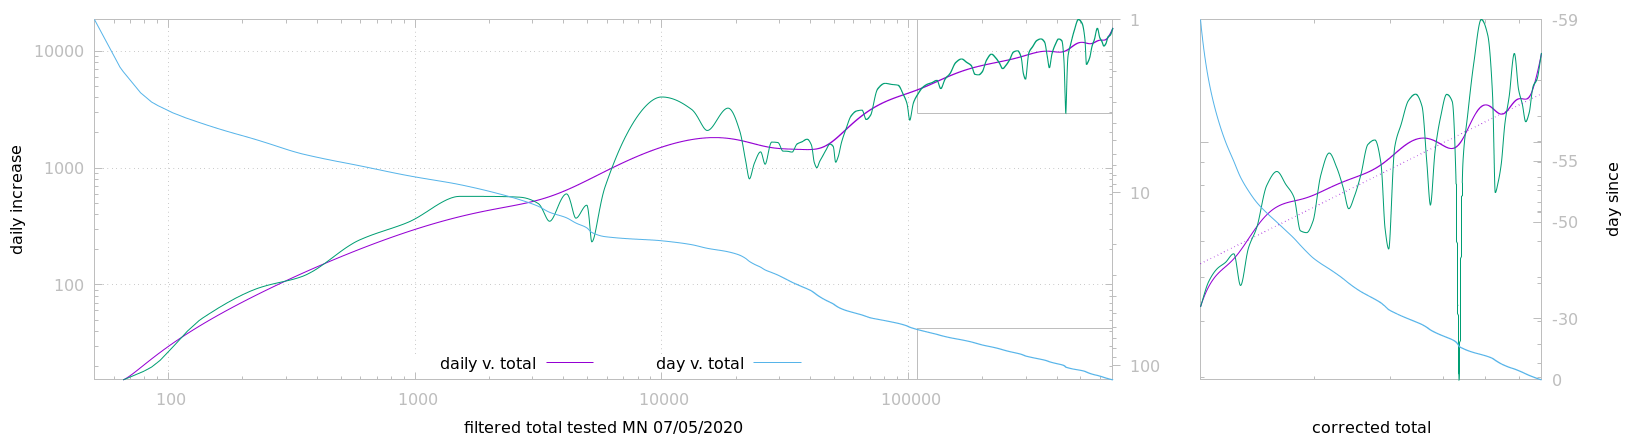 daily increase
10000
1000
100
100
1000
10000
100000
1
10
100
daily v. total
day v. total
filtered total tested MN 07/05/2020
-59
-55
-50
-30
0
day since
corrected total